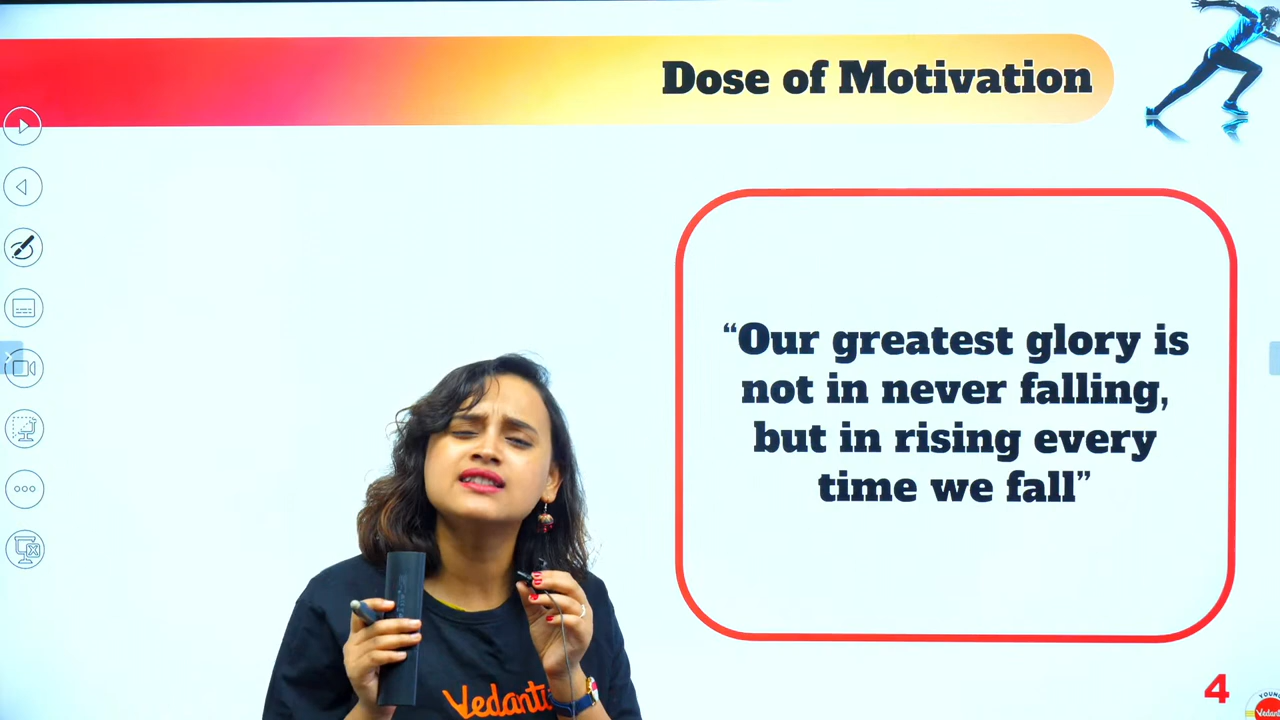 Dose of Motivation
“Our greatest glory is
not in never falling,
but in rising every
time we fall”
4